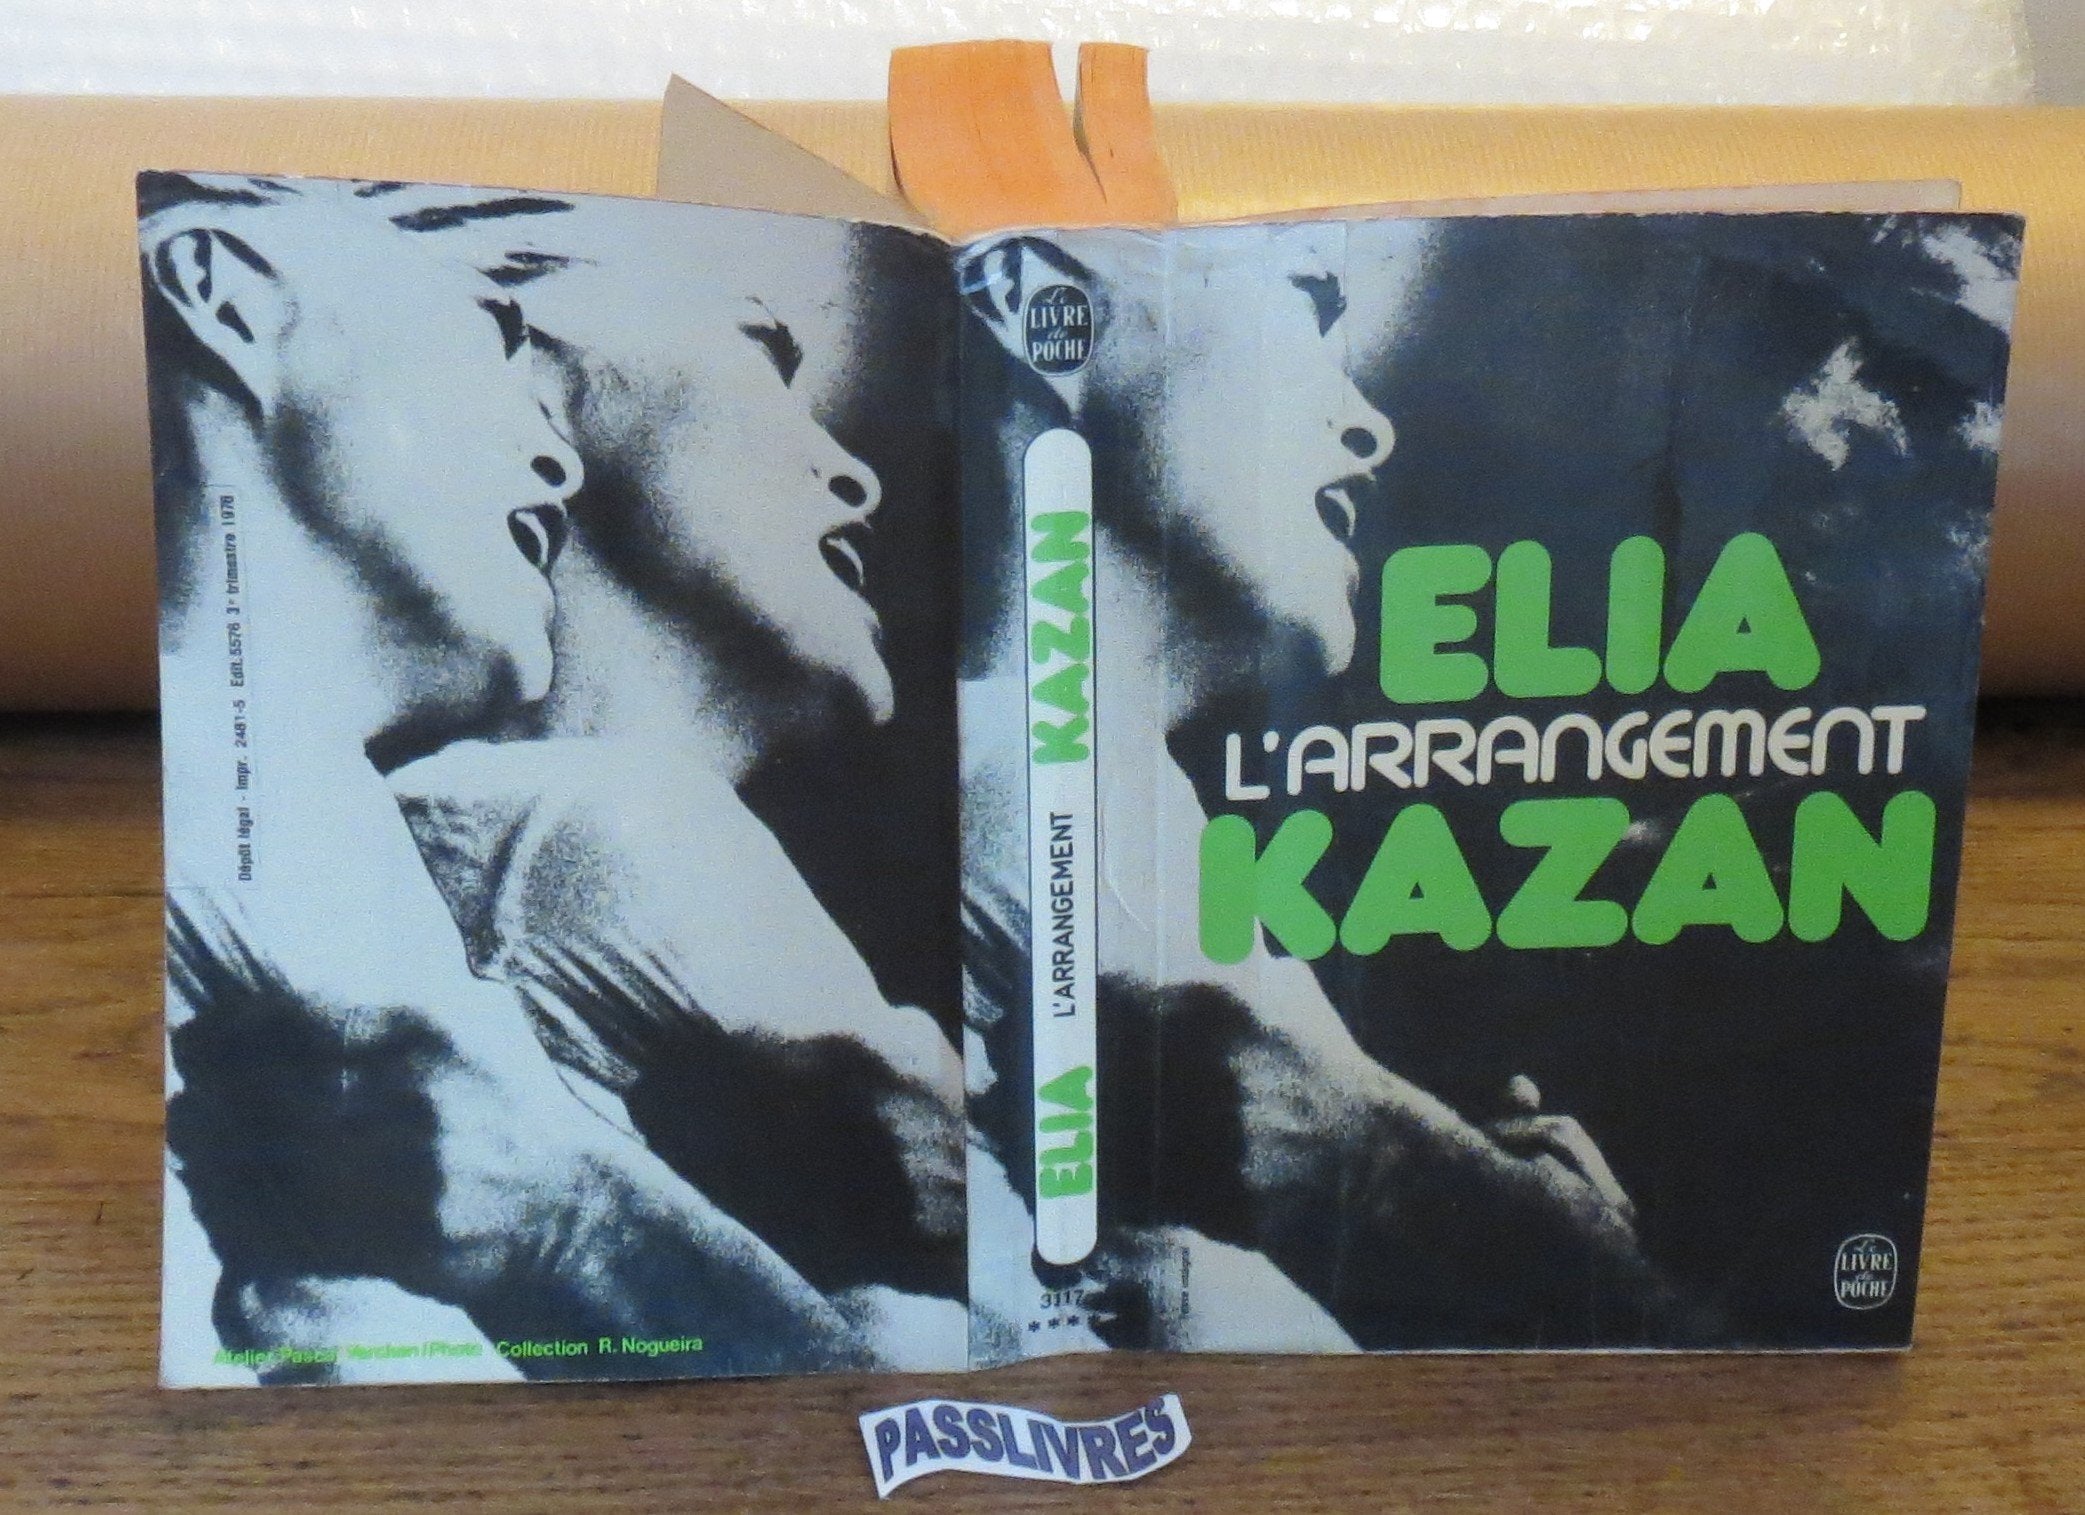 Dépôt légal - Impr. 2481-5 Edit. 5576 3e trimestre 1976
Atelier Pascal Vercken/Photo Collection R. Nogueira
Le
LIVRE
de
POCHE
ELIA L'ARRANGEMENT KAZAN
3117
* * *
ELIA
L'ARRANGEMENT
KAZAN
Le
LIVRE
de
POCHE
PASSLIVRES